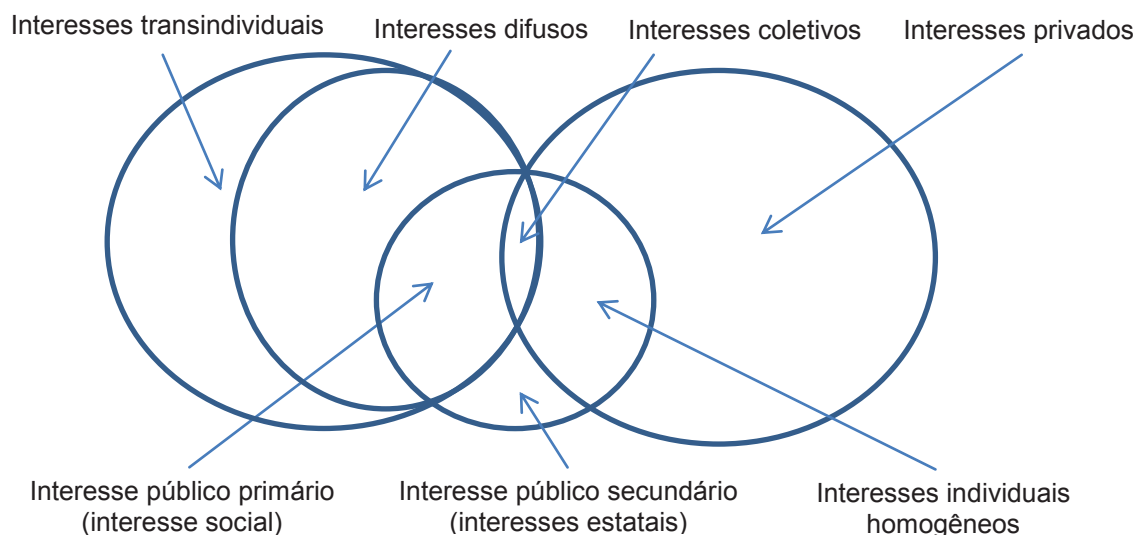 Interesses transindividuais
Interesses difusos
Interesses coletivos
Interesses privados
Interesse público primário
(interesse social)
Interesse público secundário
(interesses estatais)
Interesses individuais
homogêneos